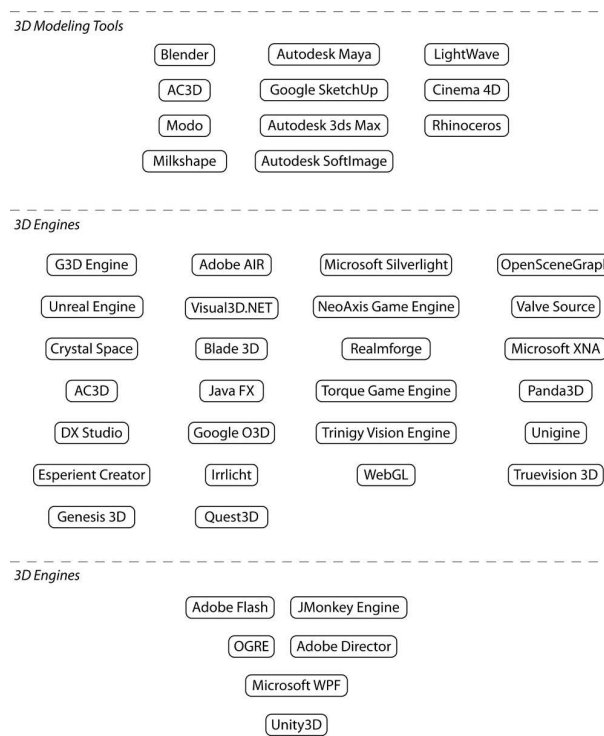 3D Modeling Tools
Blender Autodesk Maya LightWave
AC3D Google SketchUp Cinema 4D
Modo Autodesk 3ds Max Rhinoceros
Milkshape Autodesk SoftImage
3D Engines
G3D Engine Adobe AIR Microsoft Silverlight OpenSceneGraph
Unreal Engine Visual3D.NET NeoAxis Game Engine Valve Source
Crystal Space Blade 3D Realmforge Microsoft XNA
AC3D Java FX Torque Game Engine Panda3D
DX Studio Google O3D Trinigy Vision Engine Unigine
Esperient Creator Irrlicht WebGL Truevision 3D
Genesis 3D Quest3D
3D Engines
Adobe Flash JMonkey Engine
OGRE Adobe Director
Microsoft WPF
Unity3D